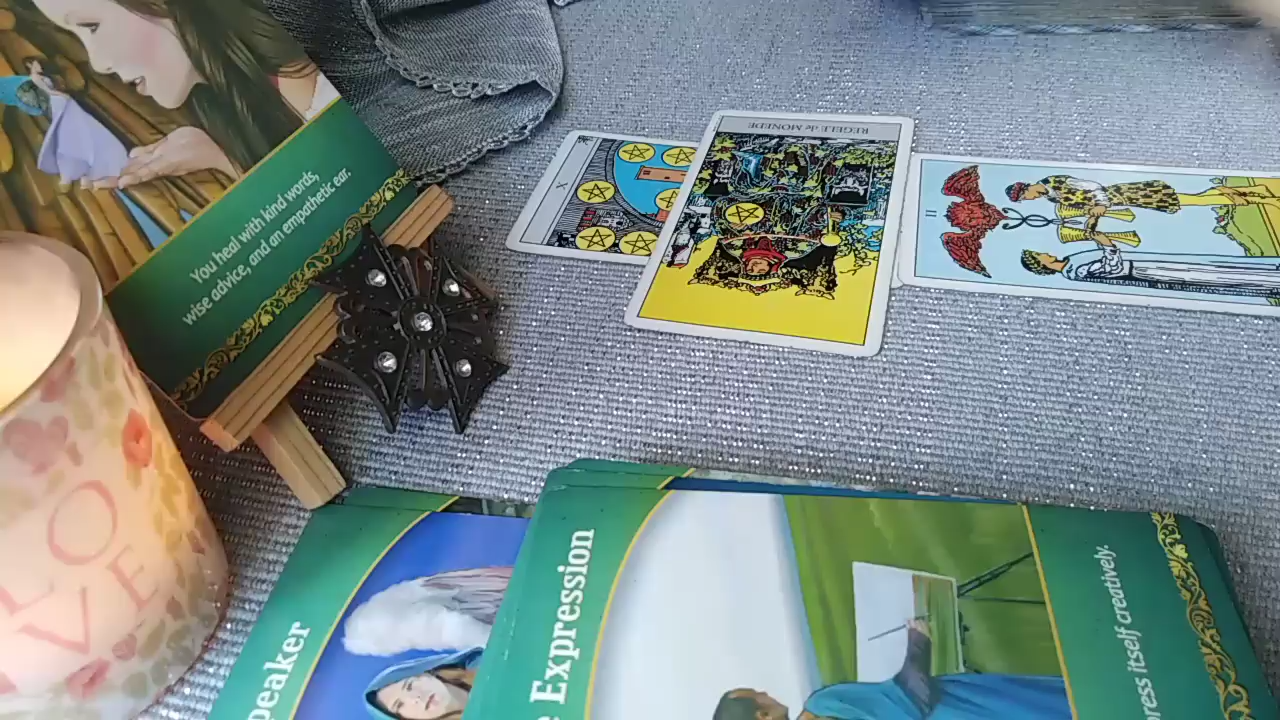 You heal with kind words,
wise advice, and an empathetic ear.
X
REGELE de MONEDE
II
LOVE
peaker
e Expression
ress itself creatively.